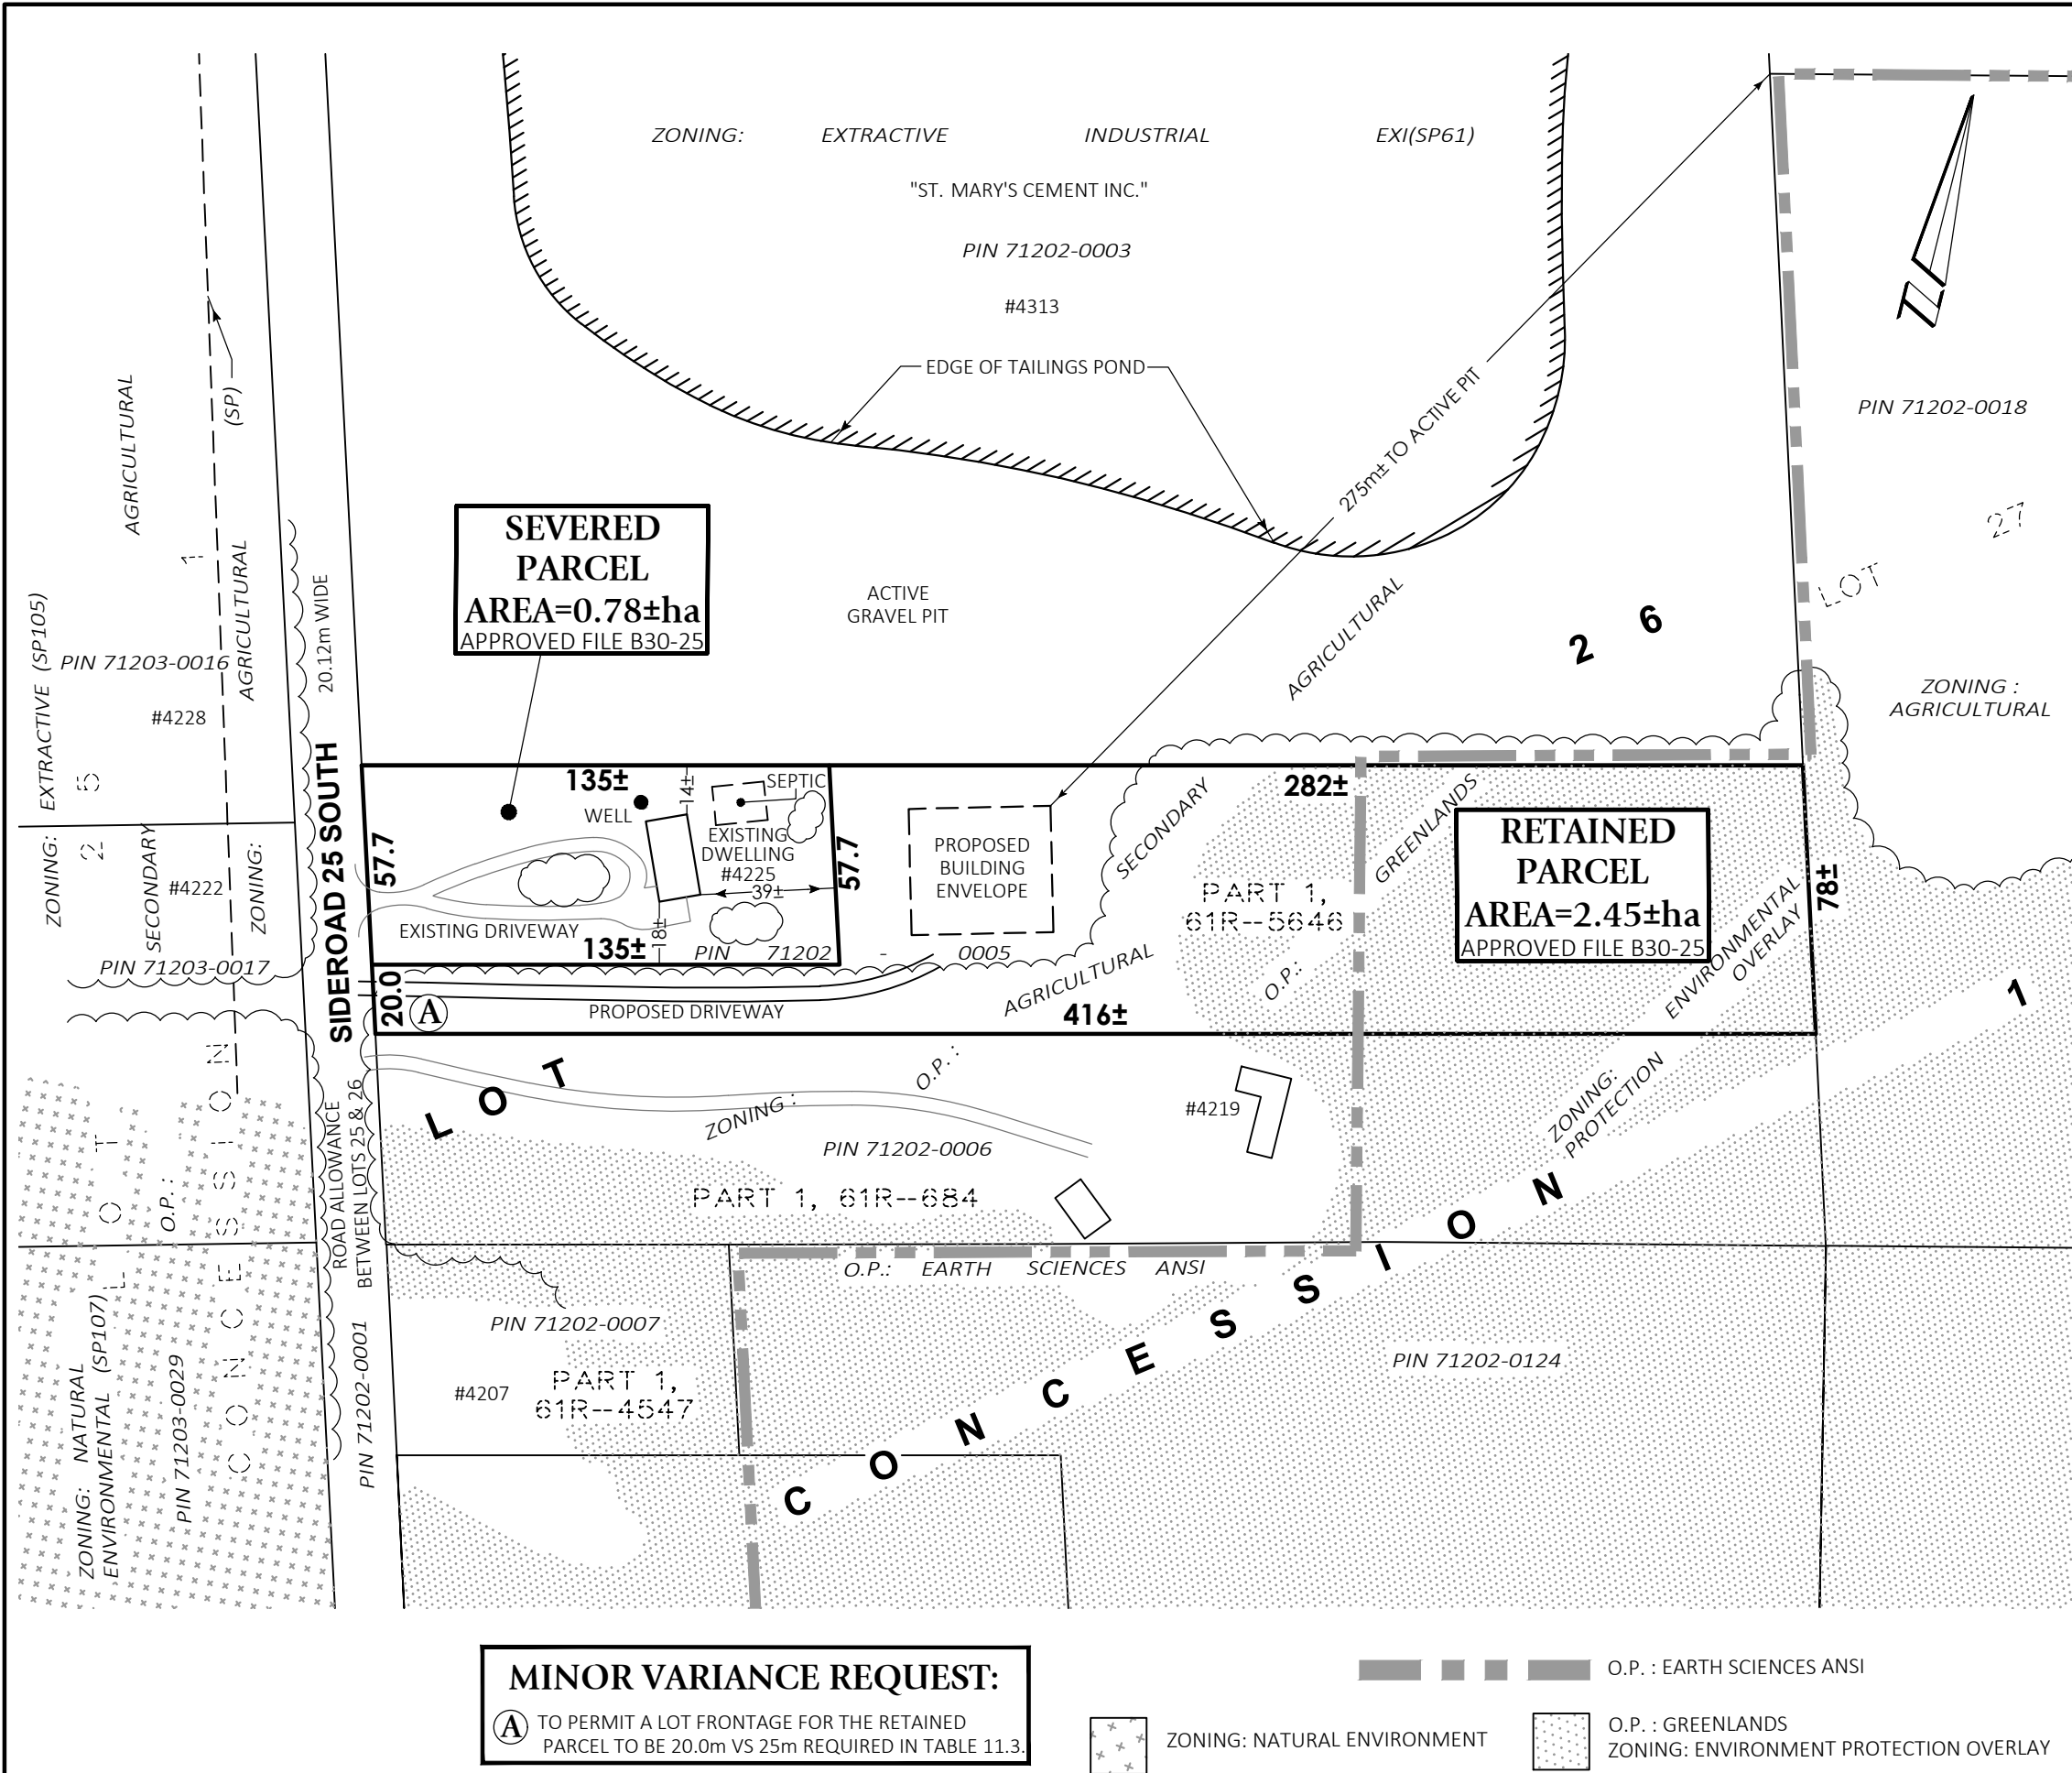 ZONING: EXTRACTIVE INDUSTRIAL EXI(SP61)
"ST. MARY'S CEMENT INC."
PIN 71202-0003
#4313
EDGE OF TAILINGS POND
275m± TO ACTIVE PIT
PIN 71202-0018
LOT 27
ZONING :
AGRICULTURAL
AGRICULTURAL
(SP)
1
AGRICULTURAL
ZONING: EXTRACTIVE (SP105)
PIN 71203-0016
#4228
25
SECONDARY
#4222
ZONING:
PIN 71203-0017
20.12m WIDE
SIDEROAD 25 SOUTH
SEVERED
PARCEL
AREA=0.78±ha
APPROVED FILE B30-25
ACTIVE
GRAVEL PIT
AGRICULTURAL
2 6
135±
WELL
14±
SEPTIC
EXISTING
DWELLING
#4225
39±
18±
57.7
57.7
EXISTING DRIVEWAY
135±
PIN 71202 - 0005
PROPOSED
BUILDING
ENVELOPE
SECONDARY
282±
GREENLANDS
PART 1,
61R--5646
O.P.:
RETAINED
PARCEL
AREA=2.45±ha
APPROVED FILE B30-25
78±
ENVIRONMENTAL
OVERLAY
1
20.0
A
PROPOSED DRIVEWAY
AGRICULTURAL
416±
LOT
O.P. :
ZONING :
#4219
PIN 71202-0006
PART 1, 61R--684
ZONING:
PROTECTION
ROAD ALLOWANCE
BETWEEN LOTS 25 & 26
PIN 71202-0001
LOT
O.P. :
CONCESSION
ZONING: NATURAL
ENVIRONMENTAL (SP107)
PIN 71203-0029
O.P.: EARTH SCIENCES ANSI
PIN 71202-0007
#4207
PART 1,
61R--4547
CONCESSION
PIN 71202-0124
MINOR VARIANCE REQUEST:
A TO PERMIT A LOT FRONTAGE FOR THE RETAINED
PARCEL TO BE 20.0m VS 25m REQUIRED IN TABLE 11.3.
O.P. : EARTH SCIENCES ANSI
ZONING: NATURAL ENVIRONMENT
O.P. : GREENLANDS
ZONING: ENVIRONMENT PROTECTION OVERLAY